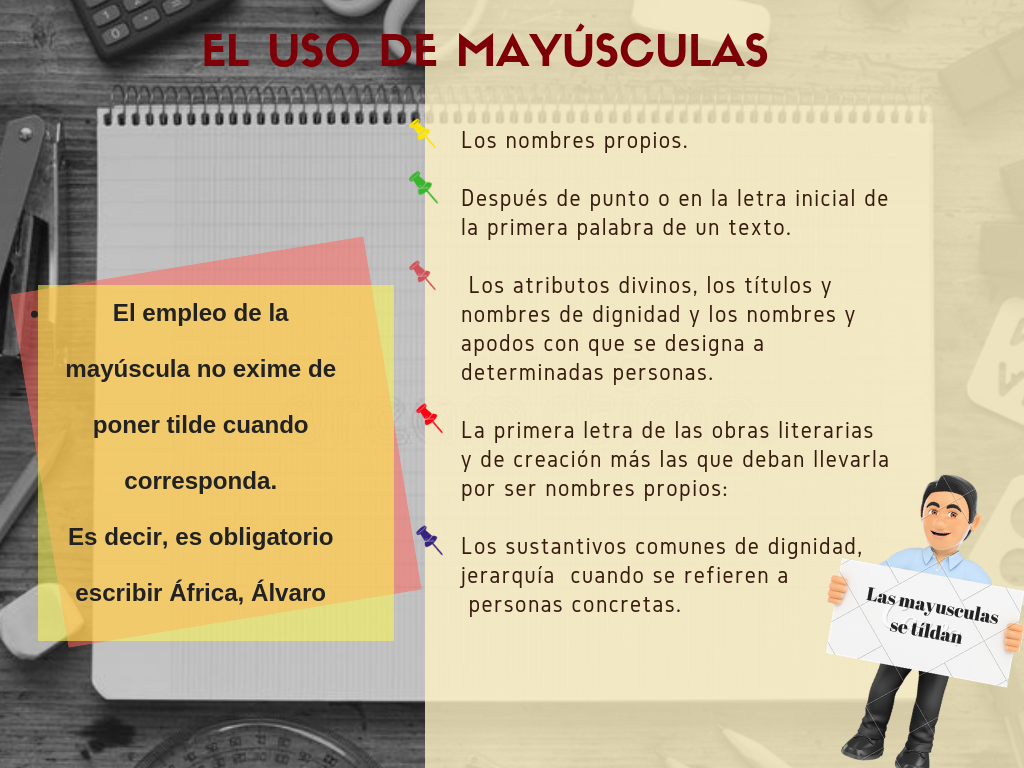 EL USO DE MAYÚSCULAS
Los nombres propios.
Después de punto o en la letra inicial de
la primera palabra de un texto.
Los atributos divinos, los títulos y
nombres de dignidad y los nombres y
apodos con que se designa a
determinadas personas.
La primera letra de las obras literarias
y de creación más las que deban llevarla
por ser nombres propios:
Los sustantivos comunes de dignidad,
jerarquía cuando se refieren a
personas concretas.
• El empleo de la
mayúscula no exime de
poner tilde cuando
corresponda.
Es decir, es obligatorio
escribir África, Álvaro
Las mayusculas
se tíldan